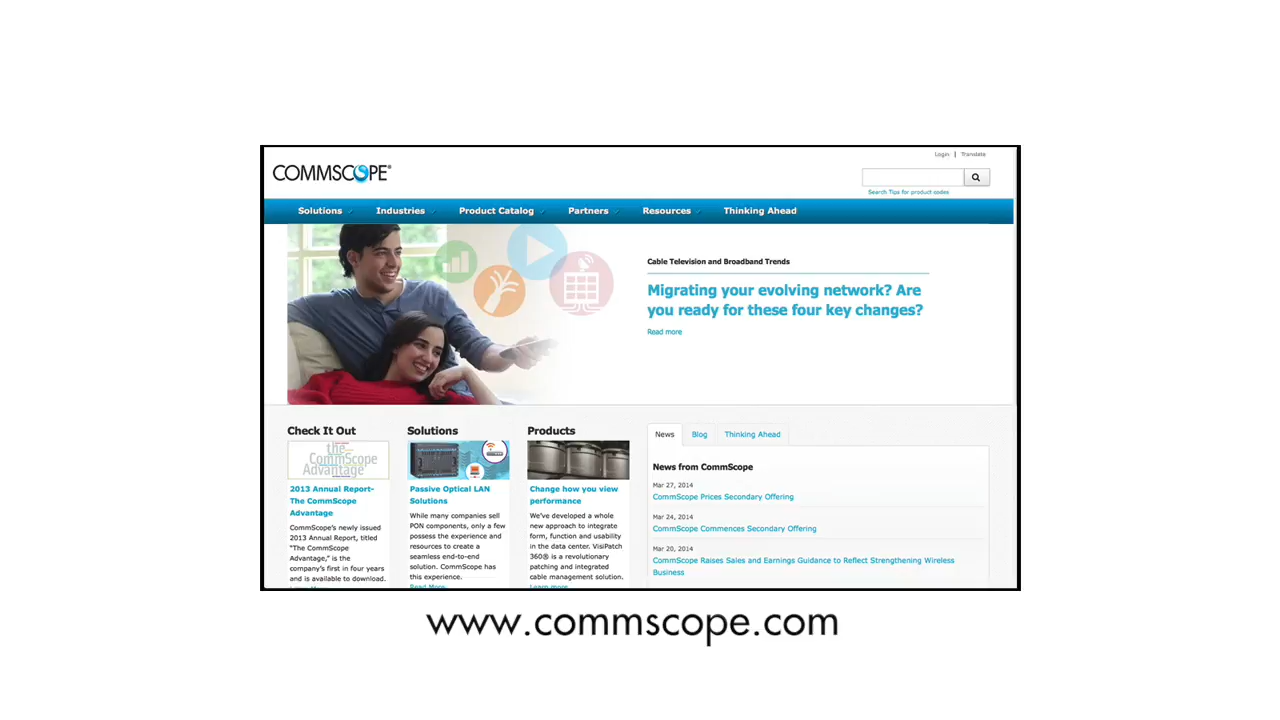 Login | Translate
COMMSCOPE®
Search Tips for product codes
Solutions Industries Product Catalog Partners Resources Thinking Ahead
Cable Television and Broadband Trends
Migrating your evolving network? Are
you ready for these four key changes?
Read more
Check It Out
the
CommScope
Advantage
2013 Annual Report-
The CommScope
Advantage
CommScope's newly issued
2013 Annual Report, titled
"The CommScope
Advantage," is the
company's first in four years
and is available to download.
Solutions
Passive Optical LAN
Solutions
While many companies sell
PON components, only a few
possess the experience and
resources to create a
seamless end-to-end
solution. CommScope has
this experience.
Read More
Products
Change how you view
performance
We've developed a whole
new approach to integrate
form, function and usability
in the data center. VisiPatch
360® is a revolutionary
patching and integrated
cable management solution.
Learn more
News Blog Thinking Ahead
News from CommScope
Mar 27, 2014
CommScope Prices Secondary Offering
Mar 24, 2014
CommScope Commences Secondary Offering
Mar 20, 2014
CommScope Raises Sales and Earnings Guidance to Reflect Strengthening Wireless
Business
www.commscope.com